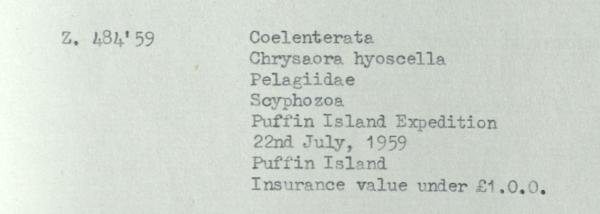 Z. 484'59 Coelenterata
Chrysaora hyoscella
Pelagiidae
Scyphozoa
Puffin Island Expedition
22nd July, 1959
Puffin Island
Insurance value under £1.0.0.